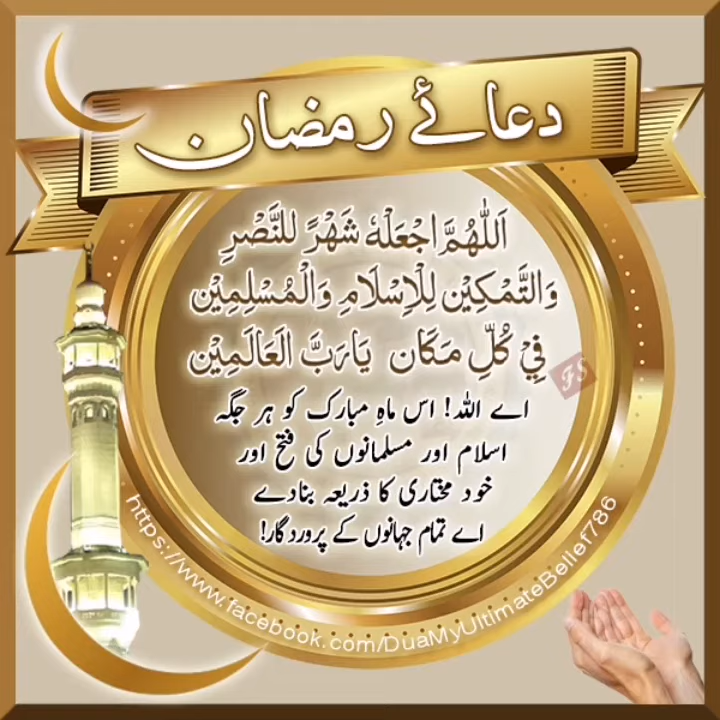 دعائے رمضان
اَللّٰهُمَّ اجْعَلْهُ شَهْرً للنَّصْرِ
وَالتَّمْكِيْن لِلْاِسْلَامِ وَالْمُسْلِمِيْن
فِيْ كُلِّ مَكَان يَارَبَّ الْعَالَمِيْن
اے اللہ! اس ماہِ مبارک کو ہر جگہ
اسلام اور مسلمانوں کی فتح اور
خود مختاری کا ذریعہ بنادے
اے تمام جہانوں کے پروردگار!
FS
https://www.facebook.com/DuaMyUltimateBelief786